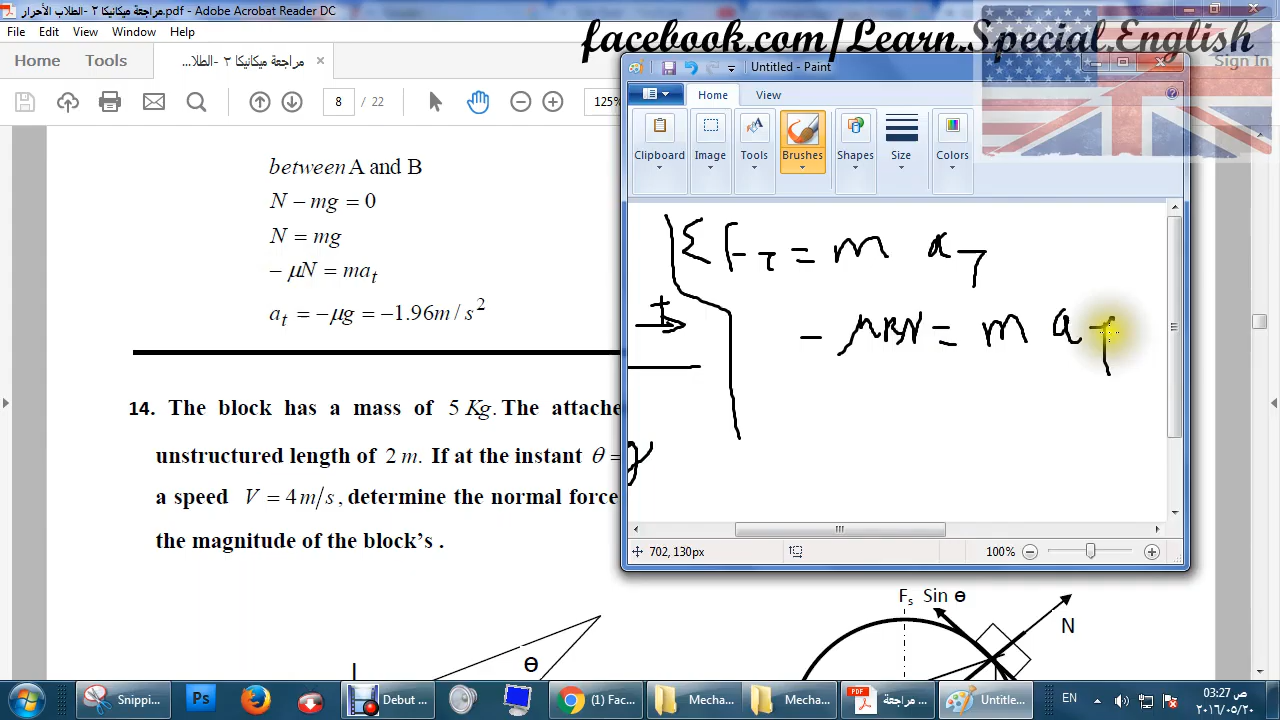 مراجعة ميكانيكا ٢ -الطلاب الأحرار.pdf - Adobe Acrobat Reader DC
facebook.com/Learn.Special.English
File Edit View Window Help
Home Tools
مراجعة ميكانيكا ٢ -الطلا... ×
Sign In
8 / 22
125%
between A and B
N − mg = 0
N = mg
− μN = ma_t
a_t = −μg = −1.96 m / s²
14. The block has a mass of 5 Kg. The attache
unstructured length of 2 m. If at the instant θ =
a speed V = 4 m/s, determine the normal force
the magnitude of the block's .
ɵ
F_s Sin ɵ
N
Untitled - Paint
Home View
Clipboard Image Tools Brushes Shapes Size Colors
Σ F_T = m a_T
+
- μ N = m a_T
g
702, 130px
100%
Snippi...
Ps
Debut ...
(1) Fac...
Mecha...
Mecha...
مراجعة...
Untitle...
EN
03:27 ص
٢٠١٦/٠٥/٢٠